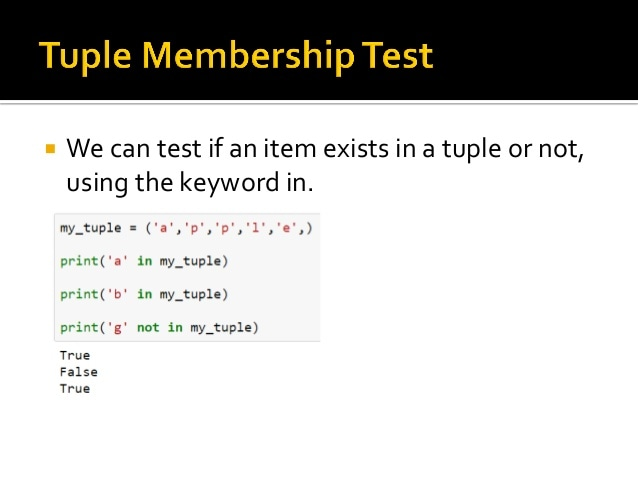 Tuple Membership Test
We can test if an item exists in a tuple or not,
using the keyword in.
my_tuple = ('a','p','p','l','e',)
print('a' in my_tuple)
print('b' in my_tuple)
print('g' not in my_tuple)
True
False
True